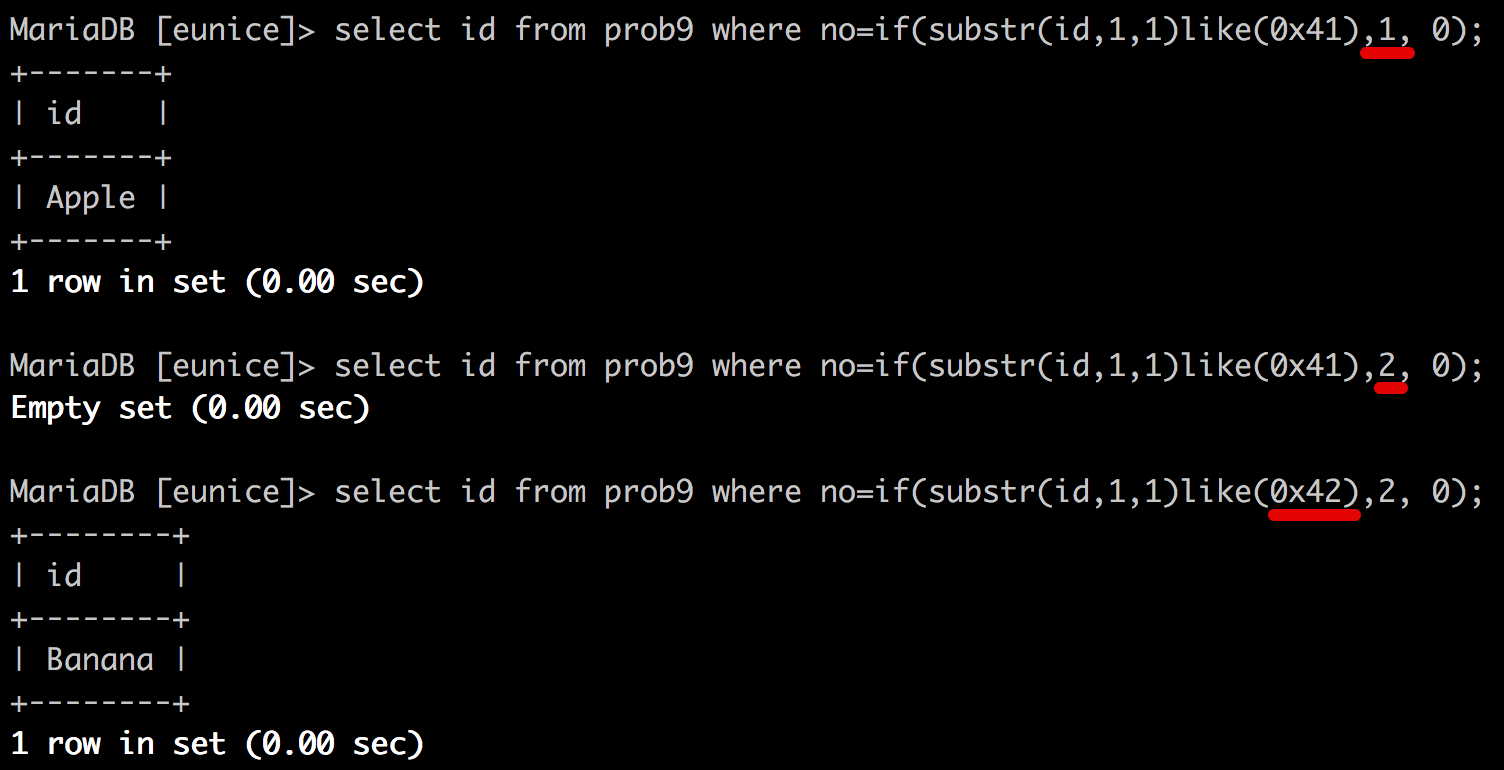 MariaDB [eunice]> select id from prob9 where no=if(substr(id,1,1)like(0x41),1, 0);
+-------+
| id    |
+-------+
| Apple |
+-------+
1 row in set (0.00 sec)
MariaDB [eunice]> select id from prob9 where no=if(substr(id,1,1)like(0x41),2, 0);
Empty set (0.00 sec)
MariaDB [eunice]> select id from prob9 where no=if(substr(id,1,1)like(0x42),2, 0);
+--------+
| id     |
+--------+
| Banana |
+--------+
1 row in set (0.00 sec)